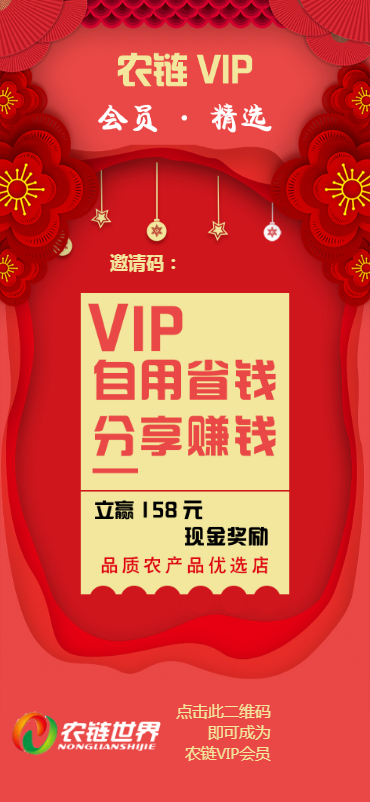 农链 VIP
会员 · 精选
邀请码：
VIP
自用省钱
分享赚钱
立赢 158 元
现金奖励
品质农产品优选店
农链世界
NONGLIANSHIJIE
点击此二维码
即可成为
农链VIP会员